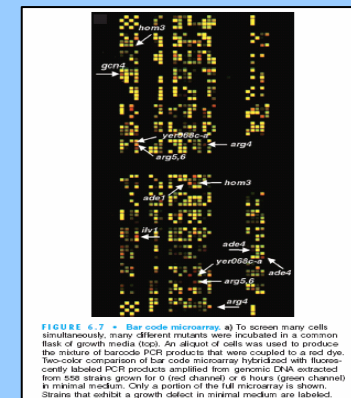 hom3
gcn4
yer068c-a
arg4
arg5,6
hom3
ade1
ilv1
ade4
yer068c-a
ade4
arg5,6
arg4
FIGURE 6.7 • Bar code microarray. a) To screen many cells
simultaneously, many different mutants were incubated in a common
flask of growth media (top). An aliquot of cells was used to produce
the mixture of barcode PCR products that were coupled to a red dye.
Two-color comparison of bar code microarray hybridized with fluores-
cently labeled PCR products amplified from genomic DNA extracted
from 558 strains grown for 0 (red channel) or 6 hours (green channel)
in minimal medium. Only a portion of the full microarray is shown.
Strains that exhibit a growth defect in minimal medium are labeled.